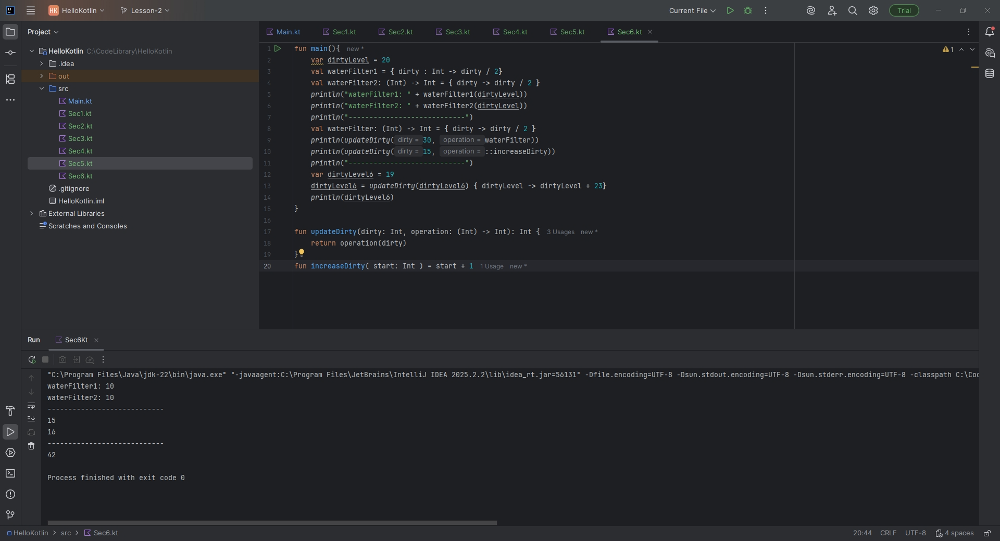 HK HelloKotlin Lesson-2 Current File Trial
Project
Main.kt Sec1.kt Sec2.kt Sec3.kt Sec4.kt Sec5.kt Sec6.kt
HelloKotlin C:\CodeLibrary\HelloKotlin
.idea
out
src
Main.kt
Sec1.kt
Sec2.kt
Sec3.kt
Sec4.kt
Sec5.kt
Sec6.kt
.gitignore
HelloKotlin.iml
External Libraries
Scratches and Consoles
1 fun main(){ new *
1
2 var dirtyLevel = 20
3 val waterFilter1 = { dirty : Int -> dirty / 2}
4 val waterFilter2: (Int) -> Int = { dirty -> dirty / 2 }
5 println("waterFilter1: " + waterFilter1(dirtyLevel))
6 println("waterFilter2: " + waterFilter2(dirtyLevel))
7 println("----------------------------")
8 val waterFilter: (Int) -> Int = { dirty -> dirty / 2 }
9 println(updateDirty( dirty = 30, operation = waterFilter))
10 println(updateDirty( dirty = 15, operation = ::increaseDirty))
11 println("----------------------------")
12 var dirtyLevel6 = 19
13 dirtyLevel6 = updateDirty(dirtyLevel6) { dirtyLevel -> dirtyLevel + 23}
14 println(dirtyLevel6)
15 }
16
17 fun updateDirty(dirty: Int, operation: (Int) -> Int): Int { 3 Usages new *
18 return operation(dirty)
19 }
20 fun increaseDirty( start: Int ) = start + 1 1 Usage new *
Run Sec6Kt
"C:\Program Files\Java\jdk-22\bin\java.exe" "-javaagent:C:\Program Files\JetBrains\IntelliJ IDEA 2025.2.2\lib\idea_rt.jar=56131" -Dfile.encoding=UTF-8 -Dsun.stdout.encoding=UTF-8 -Dsun.stderr.encoding=UTF-8 -classpath C:\Coo
waterFilter1: 10
waterFilter2: 10
----------------------------
15
16
----------------------------
42
Process finished with exit code 0
HelloKotlin > src > Sec6.kt 20:44 CRLF UTF-8 4 spaces